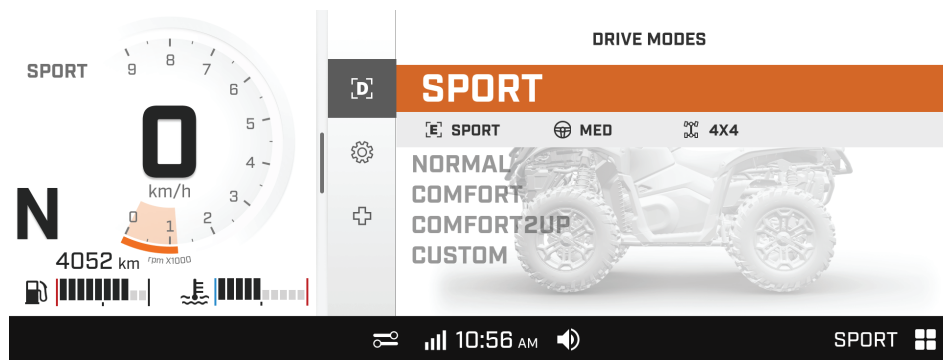 SPORT
9 8 7 6 5 4 3 2 1 0
0
km/h
N
rpm X1000
4052 km
[D]
DRIVE MODES
SPORT
[E] SPORT MED 4X4
NORMAL
COMFORT
COMFORT2UP
CUSTOM
10:56 AM
SPORT